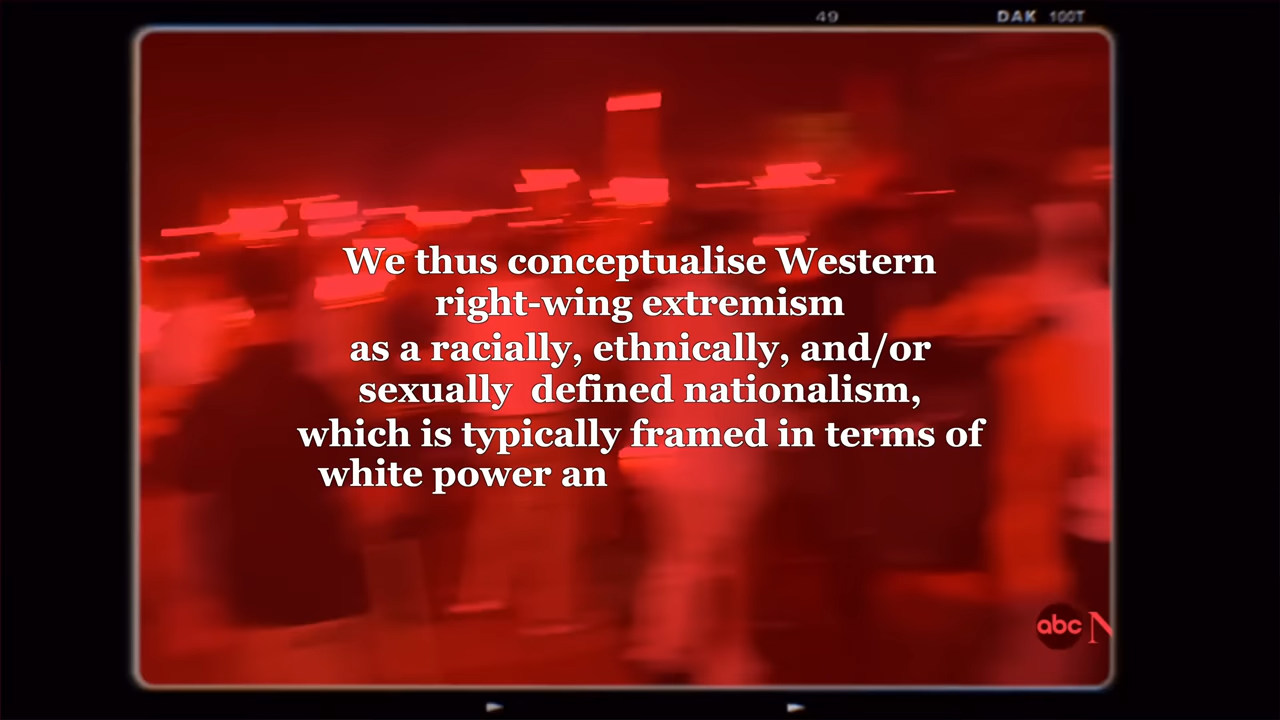 49 DAK 100T
We thus conceptualise Western
right-wing extremism
as a racially, ethnically, and/or
sexually defined nationalism,
which is typically framed in terms of
white power an
abc N